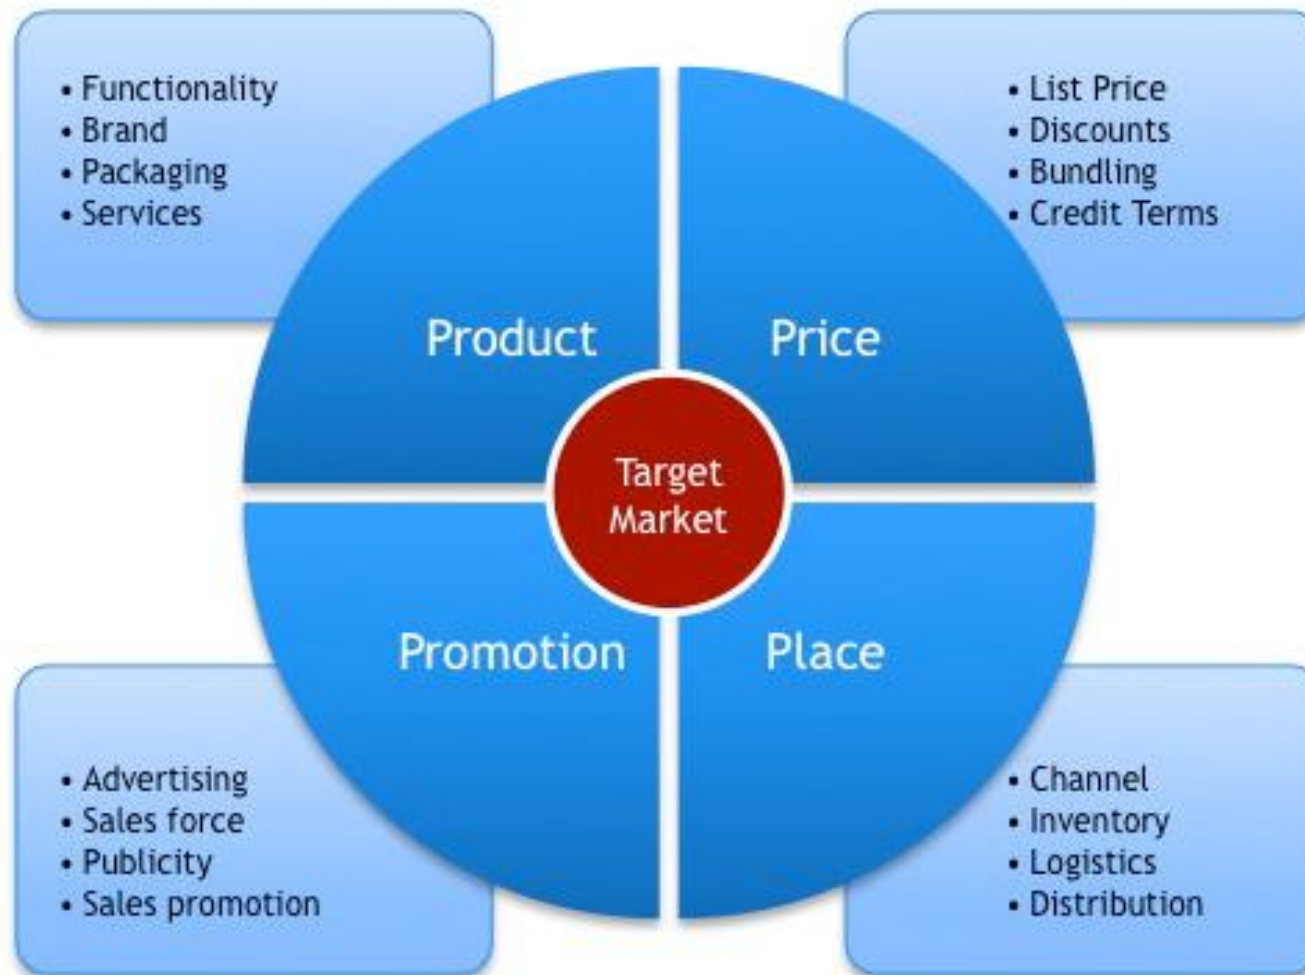 • Functionality
• Brand
• Packaging
• Services
• List Price
• Discounts
• Bundling
• Credit Terms
Product
Price
Target
Market
Promotion
Place
• Advertising
• Sales force
• Publicity
• Sales promotion
• Channel
• Inventory
• Logistics
• Distribution